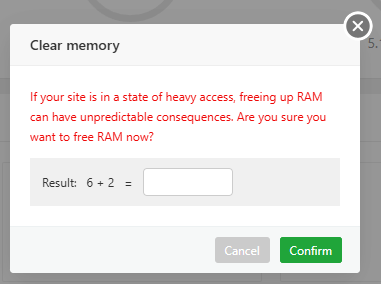 Clear memory
5.
If your site is in a state of heavy access, freeing up RAM
can have unpredictable consequences. Are you sure you
want to free RAM now?
Result: 6 + 2 =
Cancel
Confirm